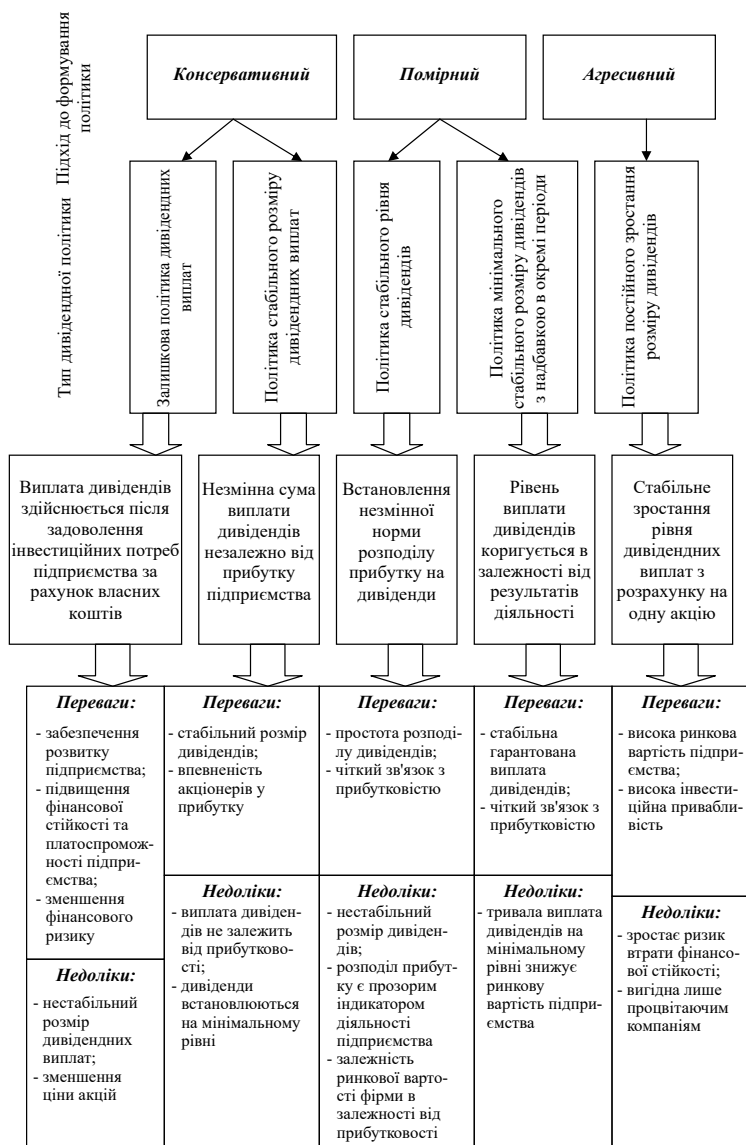 Підхід до формування
політики
Консервативний
Помірний
Агресивний
Тип дивідендної політики
Залишкова політика дивідендних
виплат
Політика стабільного розміру
дивідендних виплат
Політика стабільного рівня
дивідендів
Політика мінімального
стабільного розміру дивідендів
з надбавкою в окремі періоди
Політика постійного зростання
розміру дивідендів
Виплата дивідендів
здійснюється після
задоволення
інвестиційних потреб
підприємства за
рахунок власних
коштів
Незмінна сума
виплати
дивідендів
незалежно від
прибутку
підприємства
Встановлення
незмінної
норми
розподілу
прибутку на
дивіденди
Рівень
виплати
дивідендів
коригується в
залежності від
результатів
діяльності
Стабільне
зростання
рівня
дивідендних
виплат з
розрахунку на
одну акцію
Переваги:
- забезпечення
розвитку
підприємства;
- підвищення
фінансової
стійкості та
платоспромож-
ності підприє-
мства;
- зменшення
фінансового
ризику
Недоліки:
- нестабільний
розмір
дивідендних
виплат;
- зменшення
ціни акцій
Переваги:
- стабільний розмір
дивідендів;
- впевненість
акціонерів у
прибутку
Недоліки:
- виплата дивіден-
дів не залежить
від прибутково-
сті;
- дивіденди
встановлюються
на мінімальному
рівні
Переваги:
- простота розподі-
лу дивідендів;
- чіткий зв'язок з
прибутковістю
Недоліки:
- нестабільний
розмір дивіден-
дів;
- розподіл прибут-
ку є прозорим
індикатором
діяльності
підприємства
- залежність
ринкової варто-
сті фірми в
залежності від
прибутковості
Переваги:
- стабільна
гарантована
виплата
дивідендів;
- чіткий зв'язок з
прибутковістю
Недоліки:
- тривала виплата
дивідендів на
мінімальному
рівні знижує
ринкову
вартість підпри-
ємства
Переваги:
- висока ринкова
вартість підпри-
ємства;
- висока інвести-
ційна приваб-
ливість
Недоліки:
- зростає ризик
втрати фінансо-
вої стійкості;
- вигідна лише
процвітаючим
компаніям